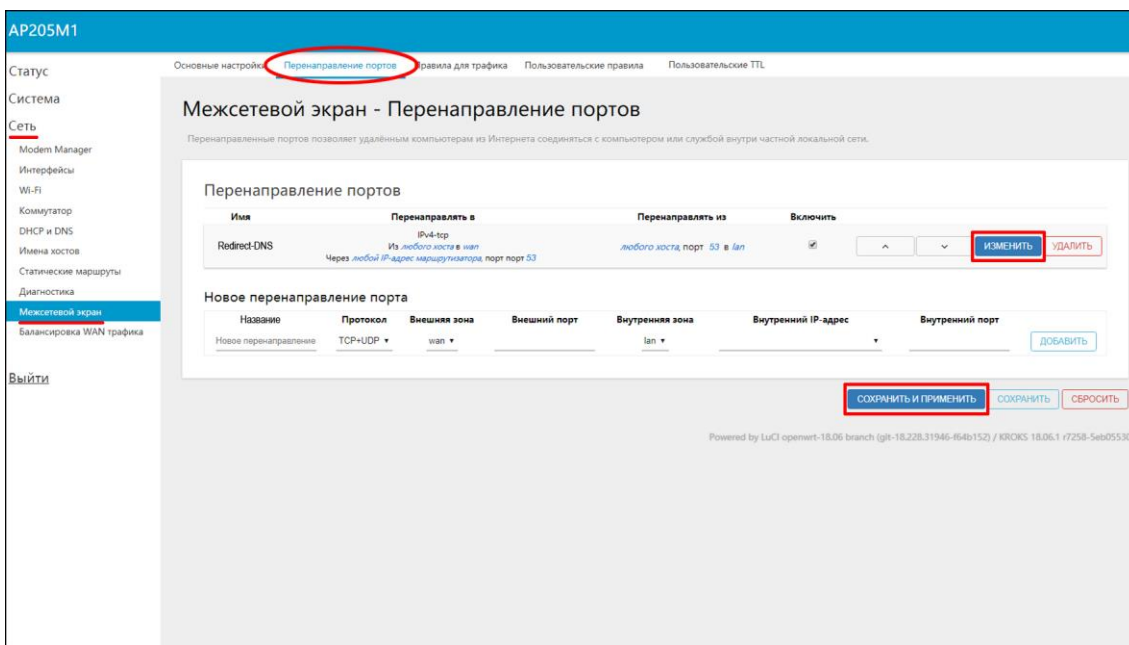 AP205M1
Статус
Система
Сеть
Modem Manager
Интерфейсы
Wi-Fi
Коммутатор
DHCP и DNS
Имена хостов
Статические маршруты
Диагностика
Межсетевой экран
Балансировка WAN трафика
Выйти
Основные настройки Перенаправление портов Правила для трафика Пользовательские правила Пользовательские TTL
Межсетевой экран - Перенаправление портов
Перенаправленные портов позволяет удалённым компьютерам из Интернета соединяться с компьютером или службой внутри частной локальной сети.
Перенаправление портов
Имя Перенаправлять в Перенаправлять из Включить
IPv4-tcp
Redirect-DNS Из любого хоста в wan любого хоста, порт 53 в lan ИЗМЕНИТЬ УДАЛИТЬ
Через любой IP-адрес маршрутизатора, порт порт 53
Новое перенаправление порта
Название Протокол Внешняя зона Внешний порт Внутренняя зона Внутренний IP-адрес Внутренний порт
Новое перенаправление TCP+UDP wan lan ДОБАВИТЬ
СОХРАНИТЬ И ПРИМЕНИТЬ СОХРАНИТЬ СБРОСИТЬ
Powered by LuCI openwrt-18.06 branch (git-18.228.31946-f64b152) / KROKS 18.06.1 r7258-5eb05530